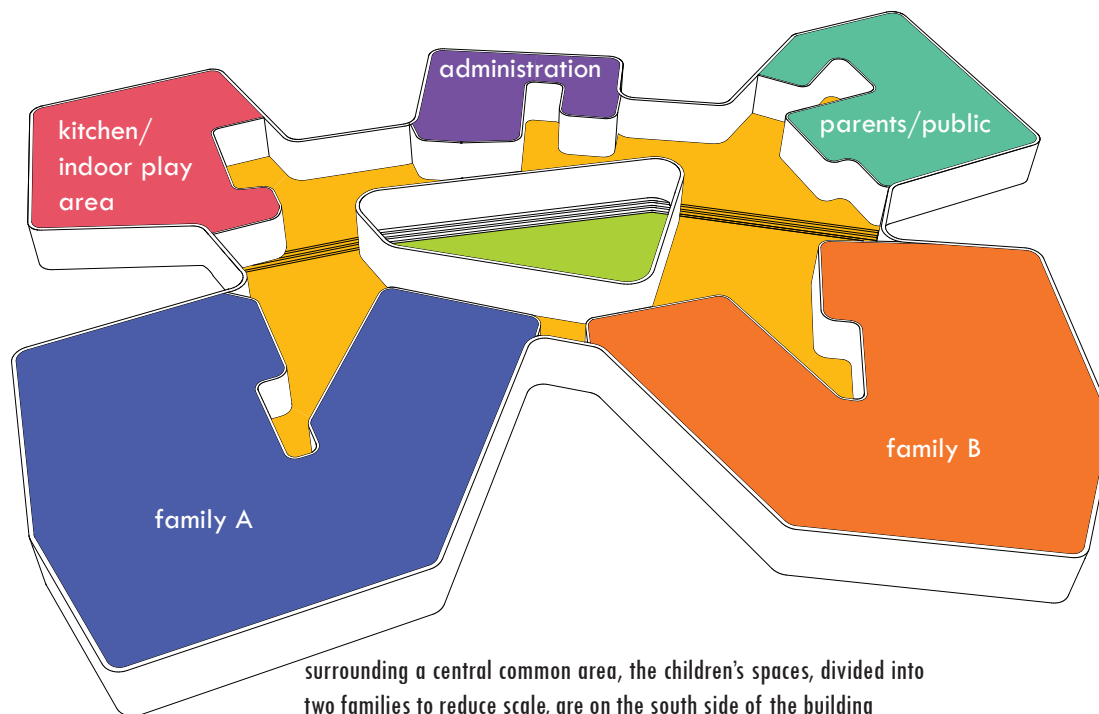 administration
kitchen/
indoor play
area
parents/public
family B
family A
surrounding a central common area, the children's spaces, divided into
two families to reduce scale, are on the south side of the building